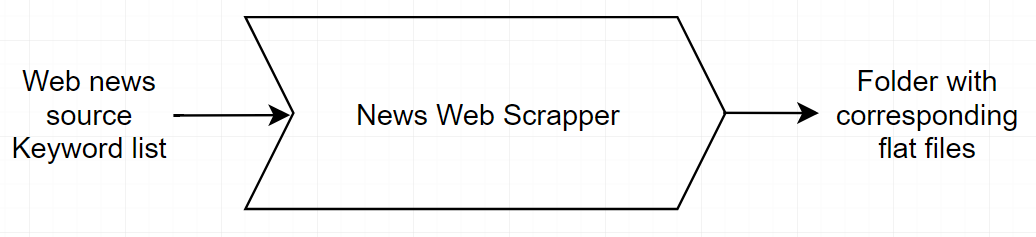 Web news
source
Keyword list
News Web Scrapper
Folder with
corresponding
flat files